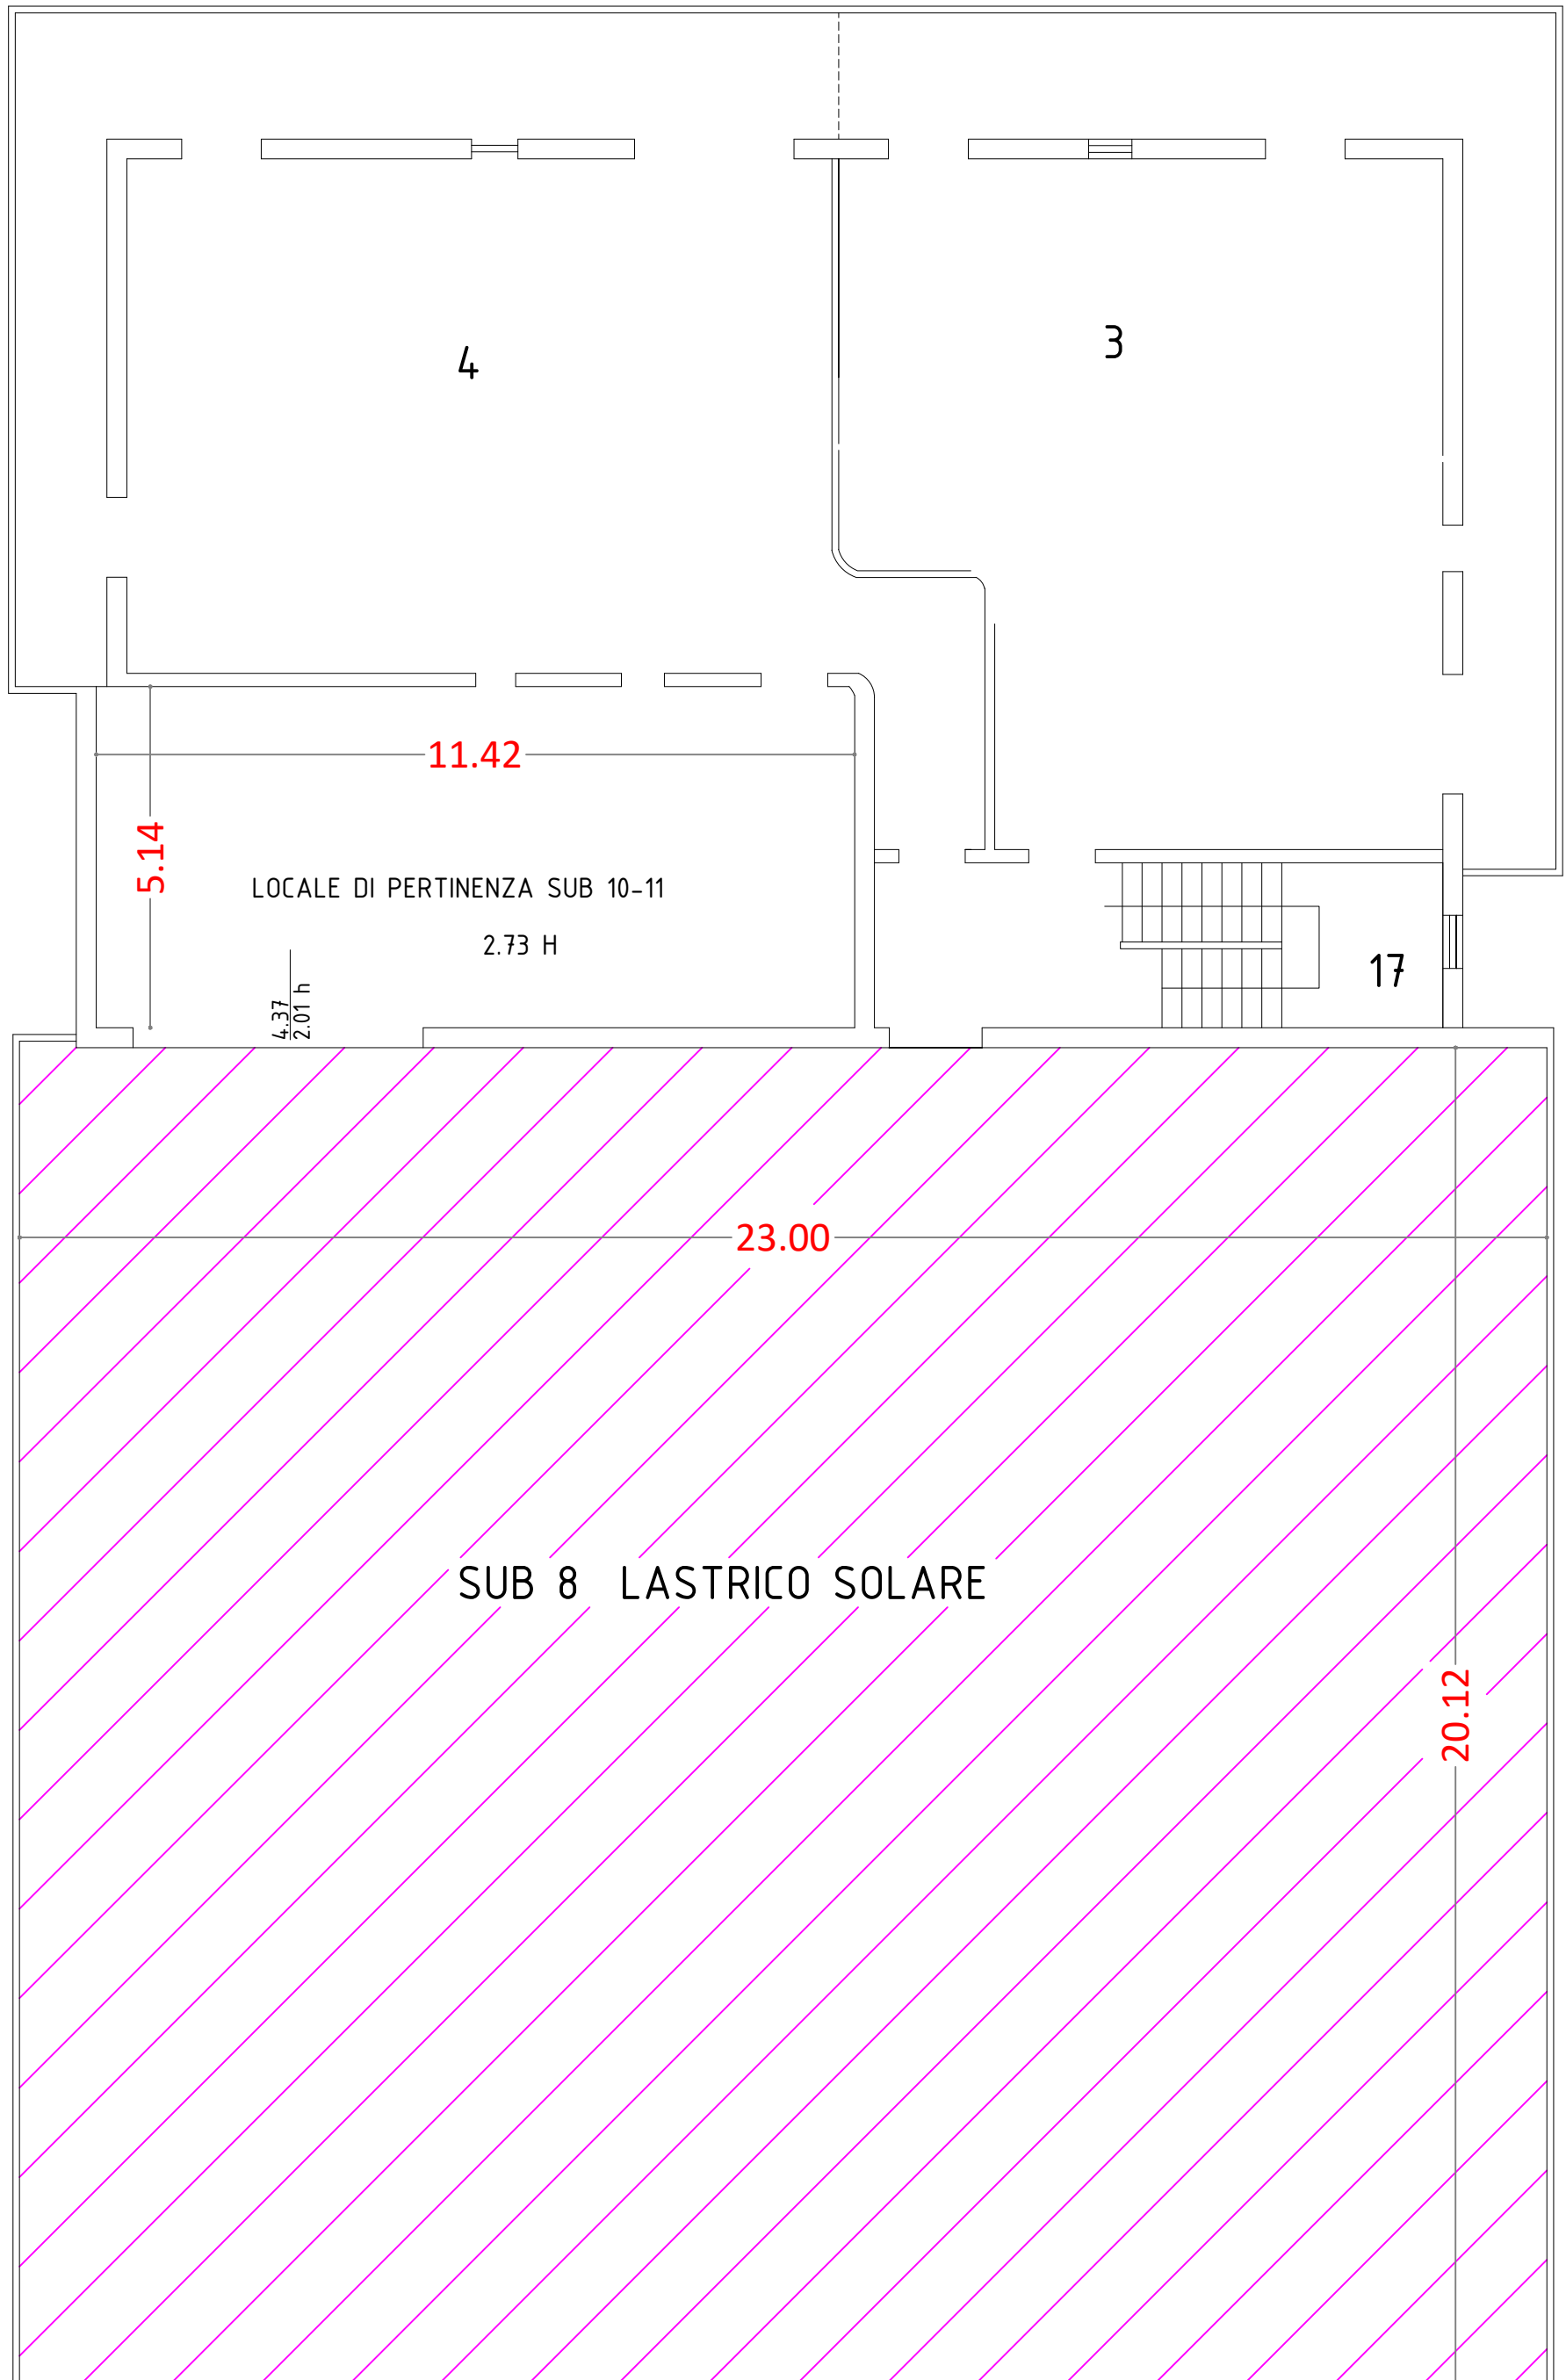 3
4
11.42
5.14
LOCALE DI PERTINENZA SUB 10-11
2.73 H
4.37
2.01 h
17
23.00
SUB 8 LASTRICO SOLARE
20.12